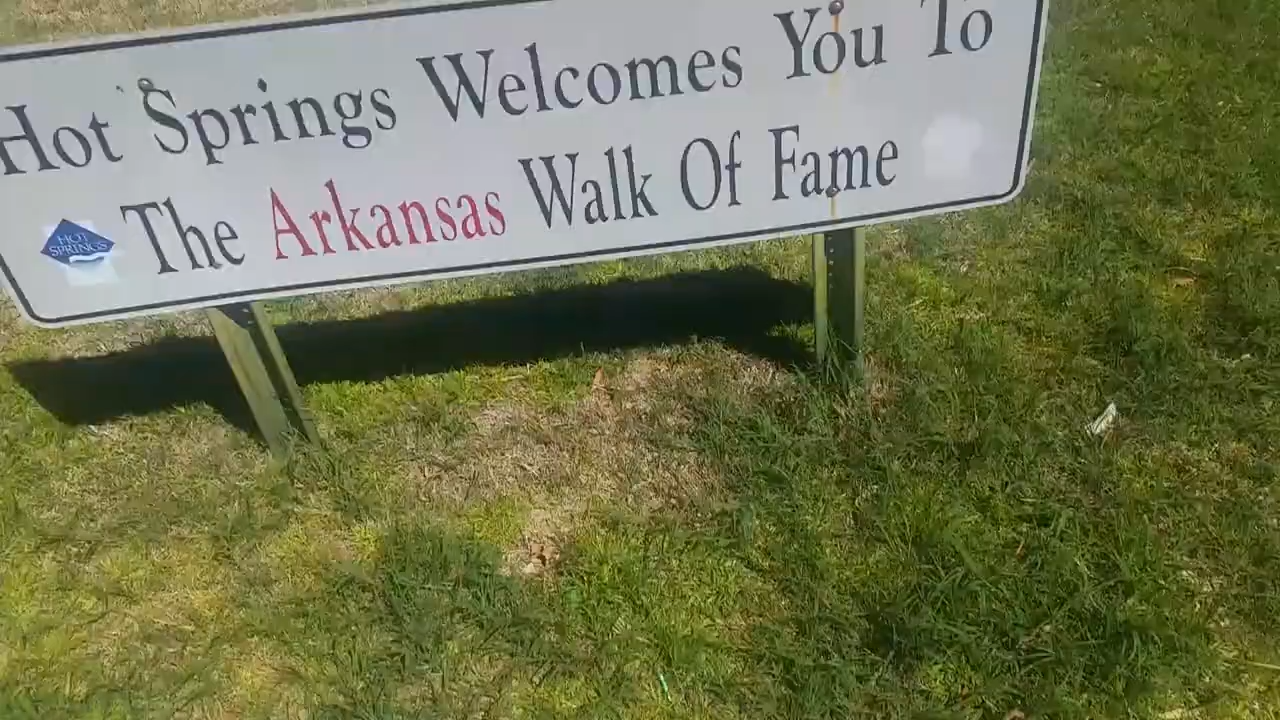 Hot Springs Welcomes You To
The Arkansas Walk Of Fame
HOT
SPRINGS